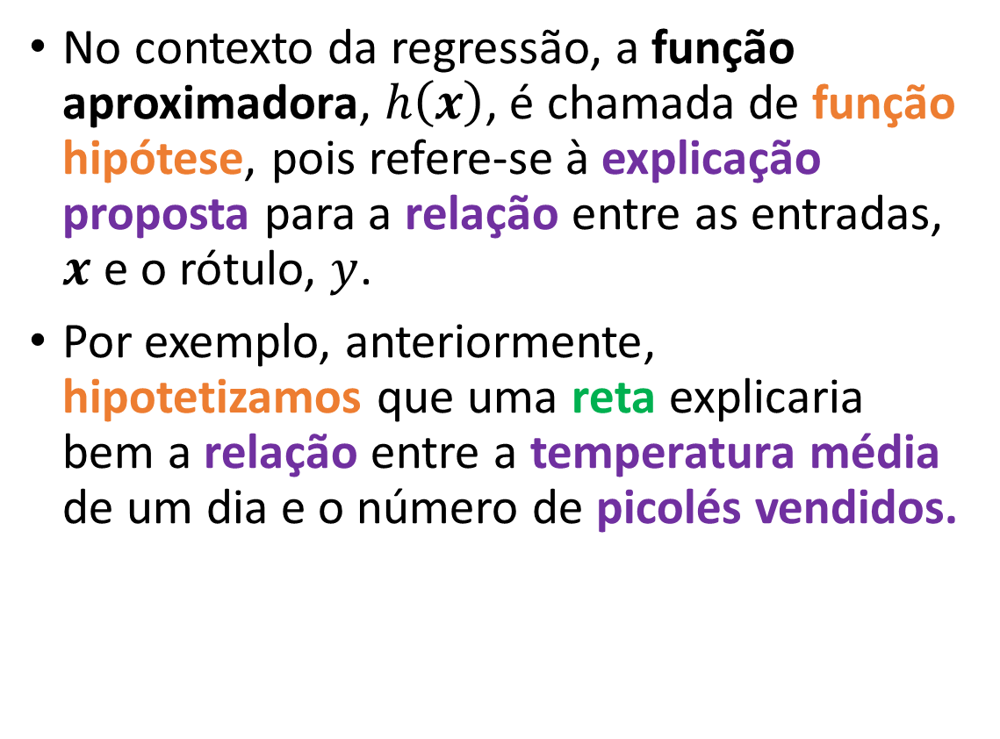 • No contexto da regressão, a função
aproximadora, ℎ(𝒙), é chamada de função
hipótese, pois refere-se à explicação
proposta para a relação entre as entradas,
𝒙 e o rótulo, 𝑦.
• Por exemplo, anteriormente,
hipotetizamos que uma reta explicaria
bem a relação entre a temperatura média
de um dia e o número de picolés vendidos.